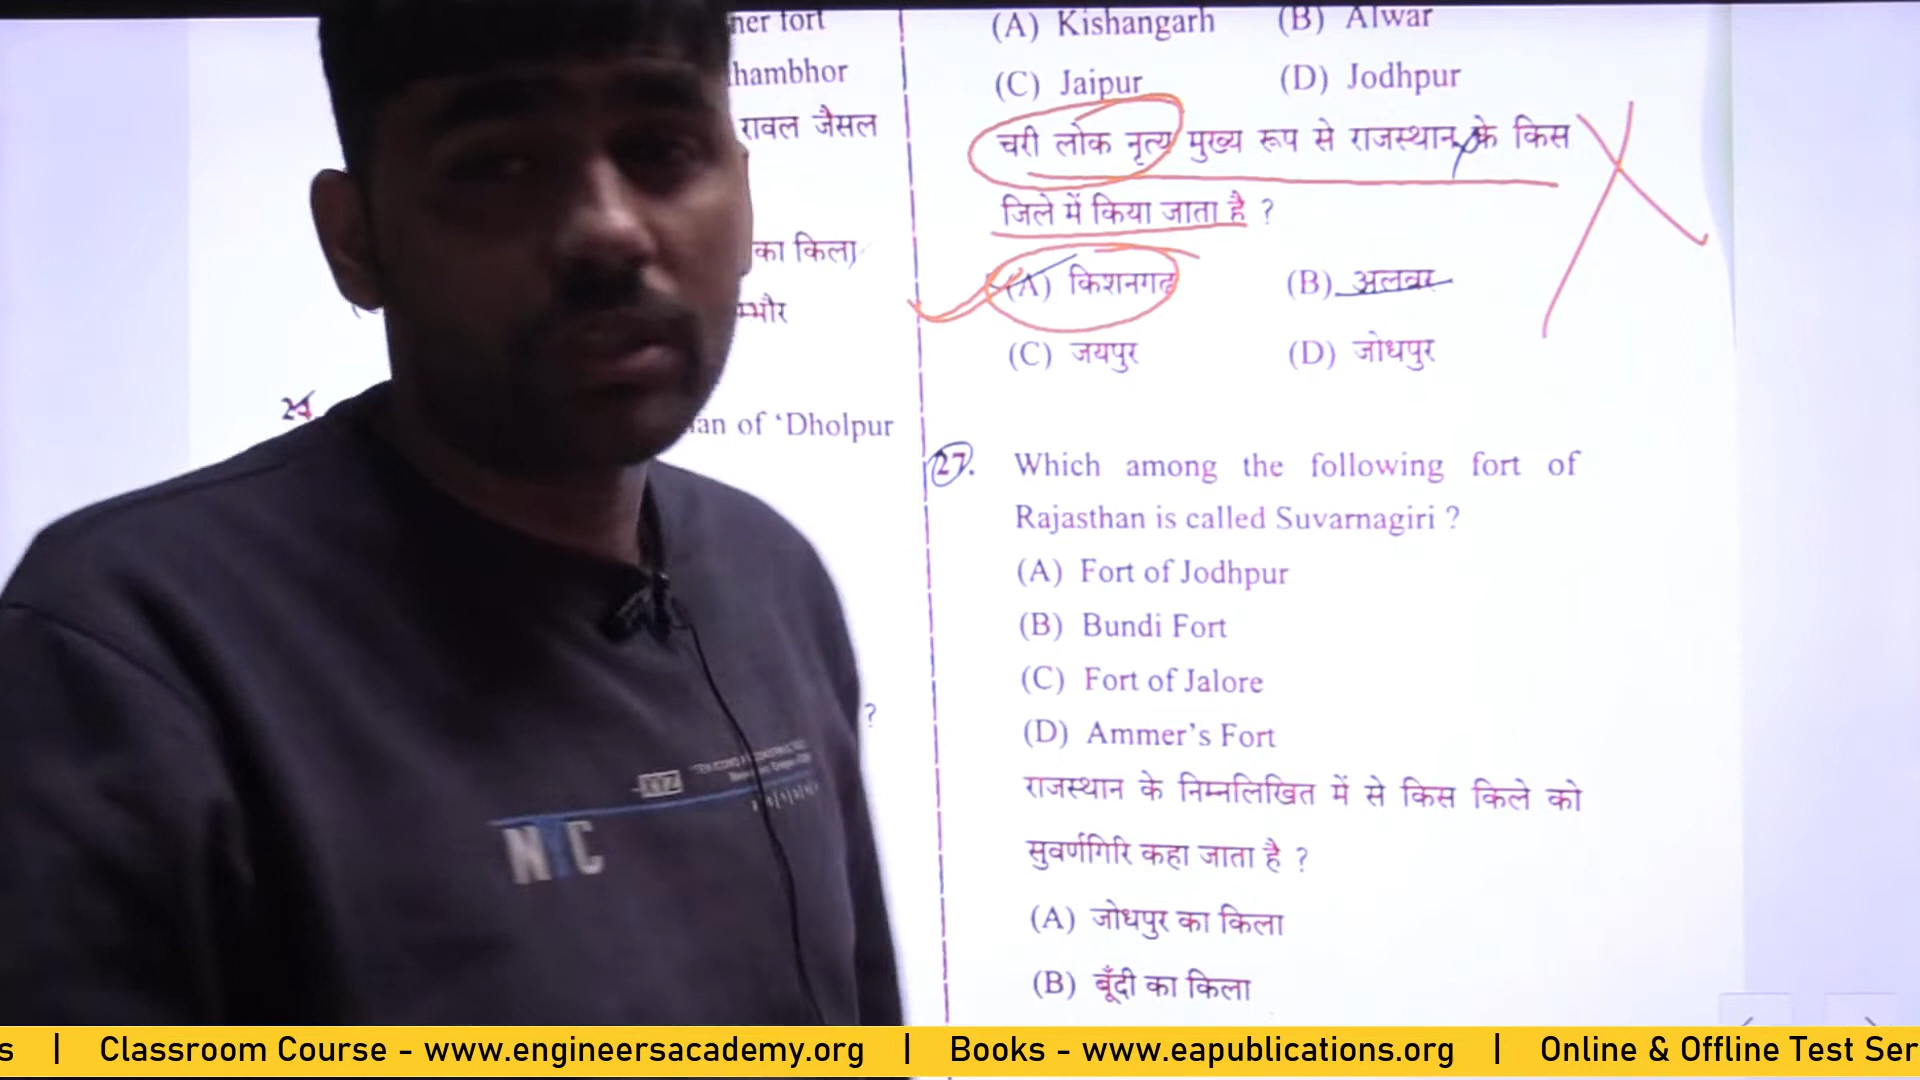 ner fort
hambhor
रावल जैसल
का किला)
म्भौर
24.
an of ‘Dholpur
?
(A) Kishangarh (B) Alwar
(C) Jaipur (D) Jodhpur
चरी लोक नृत्य मुख्य रूप से राजस्थान के किस
जिले में किया जाता है ?
(A) किशनगढ़ (B) अलवर
(C) जयपुर (D) जोधपुर
27. Which among the following fort of
Rajasthan is called Suvarnagiri ?
(A) Fort of Jodhpur
(B) Bundi Fort
(C) Fort of Jalore
(D) Ammer’s Fort
राजस्थान के निम्नलिखित में से किस किले को
सुवर्णगिरि कहा जाता है ?
(A) जोधपुर का किला
(B) बूँदी का किला
NYC
s | Classroom Course - www.engineersacademy.org | Books - www.eapublications.org | Online & Offline Test Ser